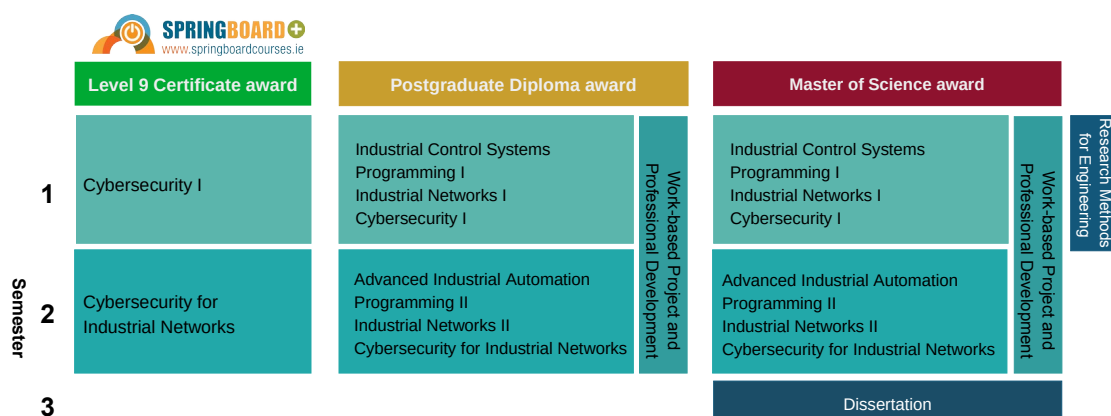 SPRINGBOARD+
www.springboardcourses.ie
Level 9 Certificate award
Postgraduate Diploma award
Master of Science award
Semester
1
Cybersecurity I
Industrial Control Systems
Programming I
Industrial Networks I
Cybersecurity I
Work-based Project and
Professional Development
Industrial Control Systems
Programming I
Industrial Networks I
Cybersecurity I
Work-based Project and
Professional Development
Research Methods
for Engineering
2
Cybersecurity for
Industrial Networks
Advanced Industrial Automation
Programming II
Industrial Networks II
Cybersecurity for Industrial Networks
Advanced Industrial Automation
Programming II
Industrial Networks II
Cybersecurity for Industrial Networks
3
Dissertation